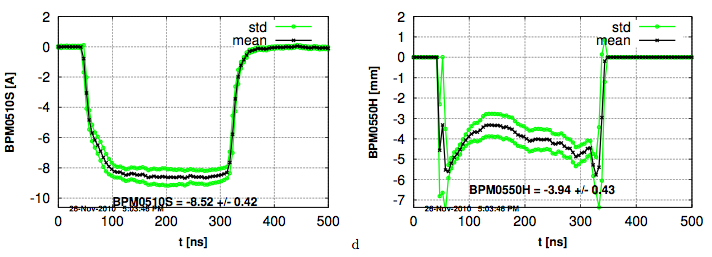 2
0
-2
-4
-6
-8
-10
BPM0510S [A]
std
mean
BPM0510S = -8.52 +/- 0.42
26-Nov-2010 5:03:46 PM
0 100 200 300 400 500
t [ns]
d
2
1
0
-1
-2
-3
-4
-5
-6
-7
BPM0550H [mm]
std
mean
BPM0550H = -3.94 +/- 0.43
26-Nov-2010 5:03:46 PM
0 100 200 300 400 500
t [ns]